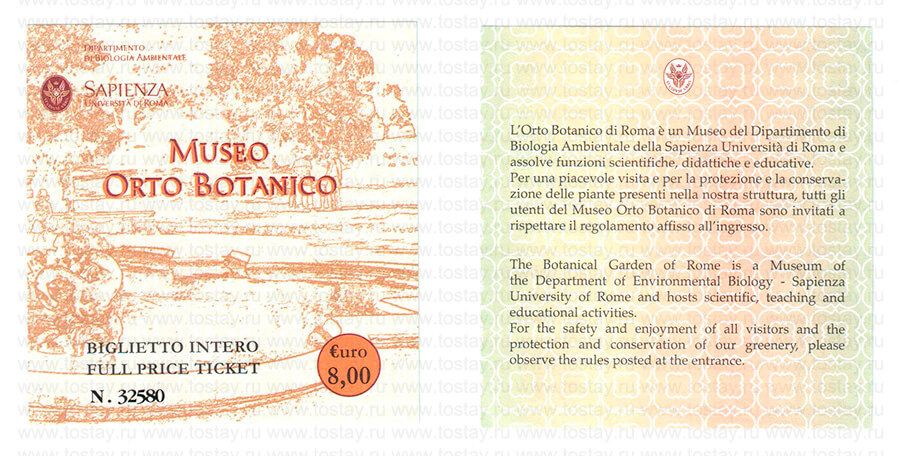 DIPARTIMENTO
DI BIOLOGIA AMBIENTALE
SAPIENZA
UNIVERSITÀ DI ROMA
MUSEO
ORTO BOTANICO
BIGLIETTO INTERO
FULL PRICE TICKET
N. 32580
€uro
8,00
L'Orto Botanico di Roma è un Museo del Dipartimento di
Biologia Ambientale della Sapienza Università di Roma e
assolve funzioni scientifiche, didattiche e educative.
Per una piacevole visita e per la protezione e la conserva-
zione delle piante presenti nella nostra struttura, tutti gli
utenti del Museo Orto Botanico di Roma sono invitati a
rispettare il regolamento affisso all'ingresso.
The Botanical Garden of Rome is a Museum of
the Department of Environmental Biology - Sapienza
University of Rome and hosts scientific, teaching and
educational activities.
For the safety and enjoyment of all visitors and the
protection and conservation of our greenery, please
observe the rules posted at the entrance.
www.tostay.ru